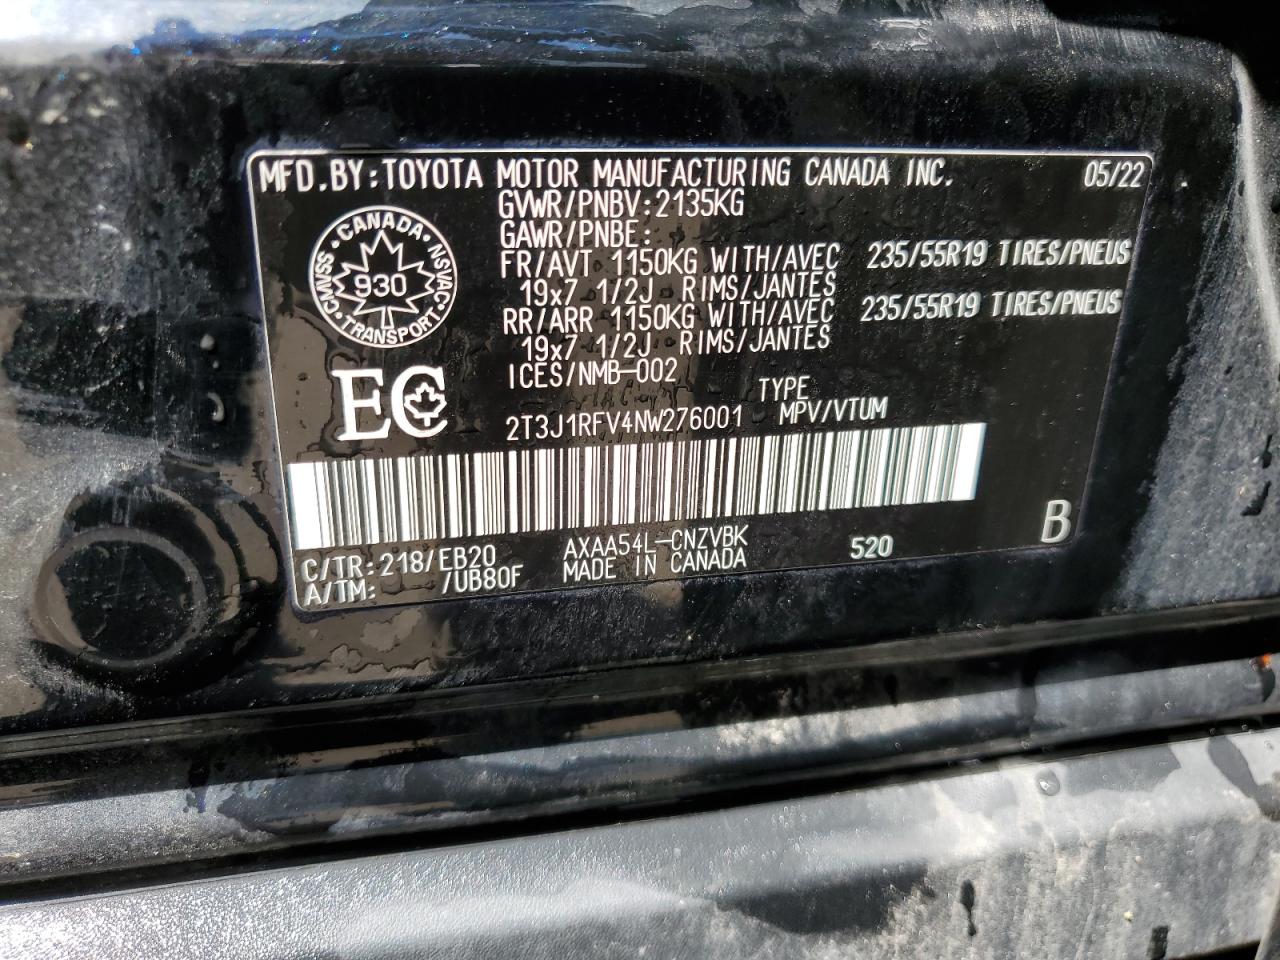 MFD.BY:TOYOTA MOTOR MANUFACTURING CANADA INC. 05/22
GVWR/PNBV:2135KG
GAWR/PNBE:
FR/AVT 1150KG WITH/AVEC 235/55R19 TIRES/PNEUS
19x7 1/2J RIMS/JANTES
RR/ARR 1150KG WITH/AVEC 235/55R19 TIRES/PNEUS
19x7 1/2J RIMS/JANTES
ICES/NMB-002
CANADA · NSVAC · TRANSPORT · CMVSS ·
930
EC
TYPE
2T3J1RFV4NW276001 MPV/VTUM
C/TR:218/EB20 AXAA54L-CNZVBK 520 B
A/TM: /UB80F MADE IN CANADA